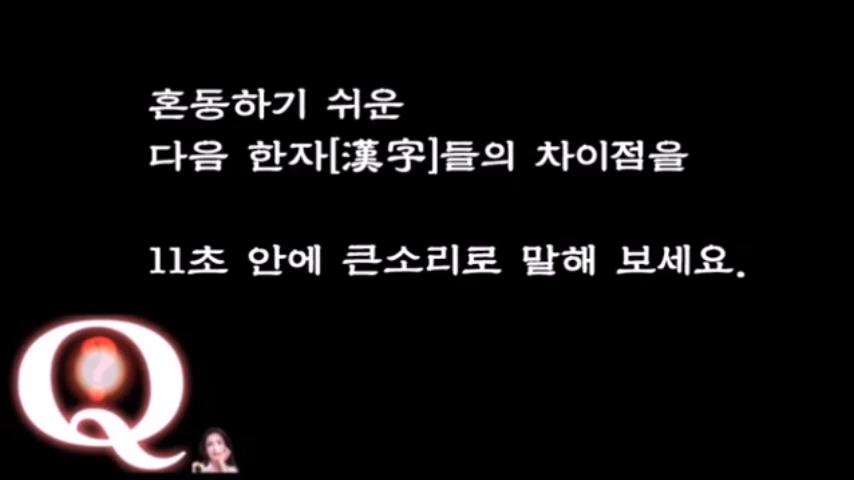 혼동하기 쉬운
다음 한자[漢字]들의 차이점을
11초 안에 큰소리로 말해 보세요.
Q